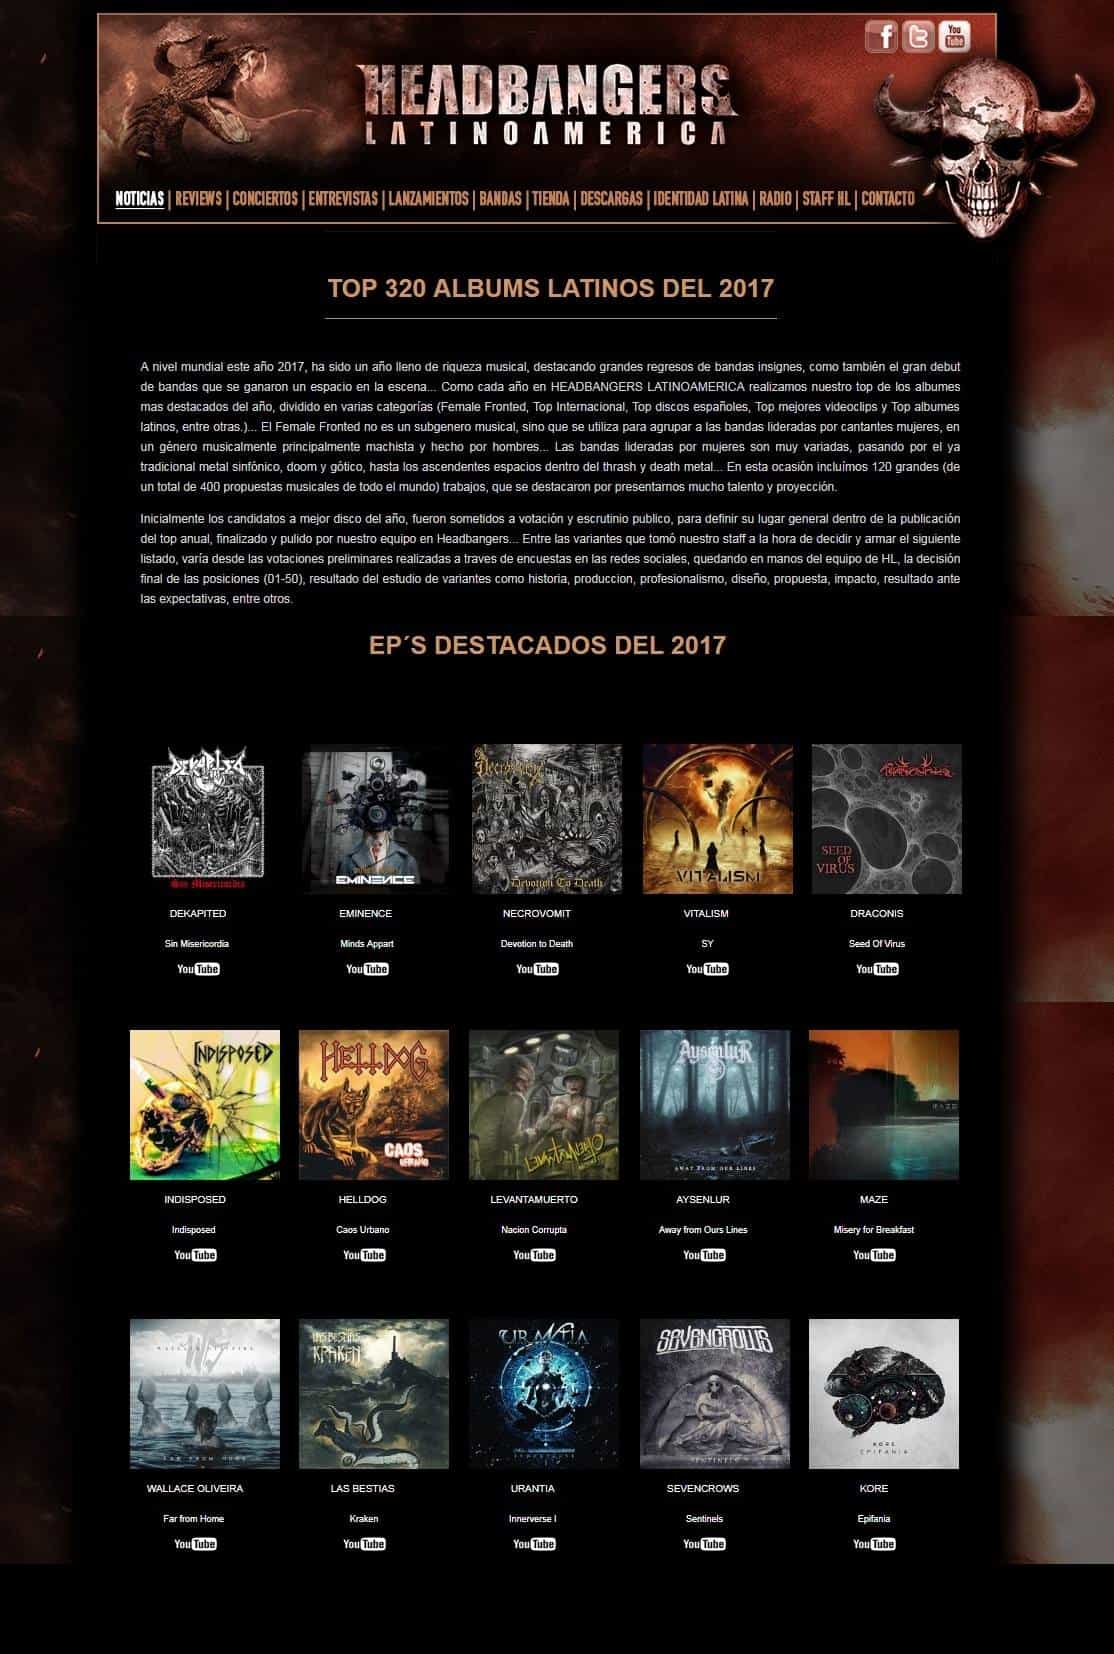 f t You Tube
HEADBANGERS
LATINOAMERICA
NOTICIAS | REVIEWS | CONCIERTOS | ENTREVISTAS | LANZAMIENTOS | BANDAS | TIENDA | DESCARGAS | IDENTIDAD LATINA | RADIO | STAFF HL | CONTACTO
TOP 320 ALBUMS LATINOS DEL 2017
A nivel mundial este año 2017, ha sido un año lleno de riqueza musical, destacando grandes regresos de bandas insignes, como también el gran debut
de bandas que se ganaron un espacio en la escena... Como cada año en HEADBANGERS LATINOAMERICA realizamos nuestro top de los albumes
mas destacados del año, dividido en varias categorías (Female Fronted, Top Internacional, Top discos españoles, Top mejores videoclips y Top albumes
latinos, entre otras.)... El Female Fronted no es un subgenero musical, sino que se utiliza para agrupar a las bandas lideradas por cantantes mujeres, en
un género musicalmente principalmente machista y hecho por hombres... Las bandas lideradas por mujeres son muy variadas, pasando por el ya
tradicional metal sinfónico, doom y gótico, hasta los ascendentes espacios dentro del thrash y death metal... En esta ocasión incluímos 120 grandes (de
un total de 400 propuestas musicales de todo el mundo) trabajos, que se destacaron por presentarnos mucho talento y proyección.
Inicialmente los candidatos a mejor disco del año, fueron sometidos a votación y escrutinio publico, para definir su lugar general dentro de la publicación
del top anual, finalizado y pulido por nuestro equipo en Headbangers... Entre las variantes que tomó nuestro staff a la hora de decidir y armar el siguiente
listado, varía desde las votaciones preliminares realizadas a traves de encuestas en las redes sociales, quedando en manos del equipo de HL, la decisión
final de las posiciones (01-50), resultado del estudio de variantes como historia, produccion, profesionalismo, diseño, propuesta, impacto, resultado ante
las expectativas, entre otros.
EP´S DESTACADOS DEL 2017
DEKAPITED
Sin Misericordia
EMINENCE
Devotion To Death
VITALISM
SEED OF VIRUS
DEKAPITED EMINENCE NECROVOMIT VITALISM DRACONIS
Sin Misericordia Minds Appart Devotion to Death SY Seed Of Virus
YouTube YouTube YouTube YouTube YouTube
INDISPOSED
HELLDOG
CAOS URBANO
LEVANTAMUERTO
AYSENLUR
AWAY FROM OUR LINES
MAZE
INDISPOSED HELLDOG LEVANTAMUERTO AYSENLUR MAZE
Indisposed Caos Urbano Nacion Corrupta Away from Ours Lines Misery for Breakfast
YouTube YouTube YouTube YouTube YouTube
WALLACE OLIVEIRA
FAR FROM HOME
LAS BESTIAS
KRAKEN
URANTIA
SEVENCROWS
SENTINELS
KORE
EPIFANIA
WALLACE OLIVEIRA LAS BESTIAS URANTIA SEVENCROWS KORE
Far from Home Kraken Innerverse I Sentinels Epifania
YouTube YouTube YouTube YouTube YouTube